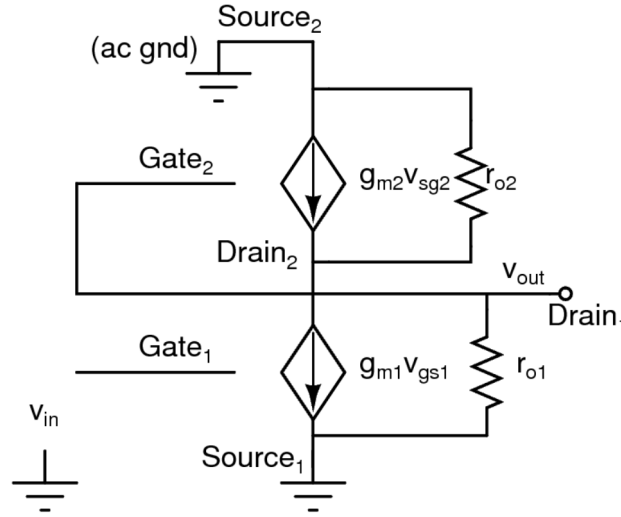 Source₂
(ac gnd)
Gate₂
gₘ₂vₛg₂
rₒ₂
Drain₂
vₒᵤₜ
Drain
Gate₁
gₘ₁vgₛ₁
rₒ₁
vᵢₙ
Source₁